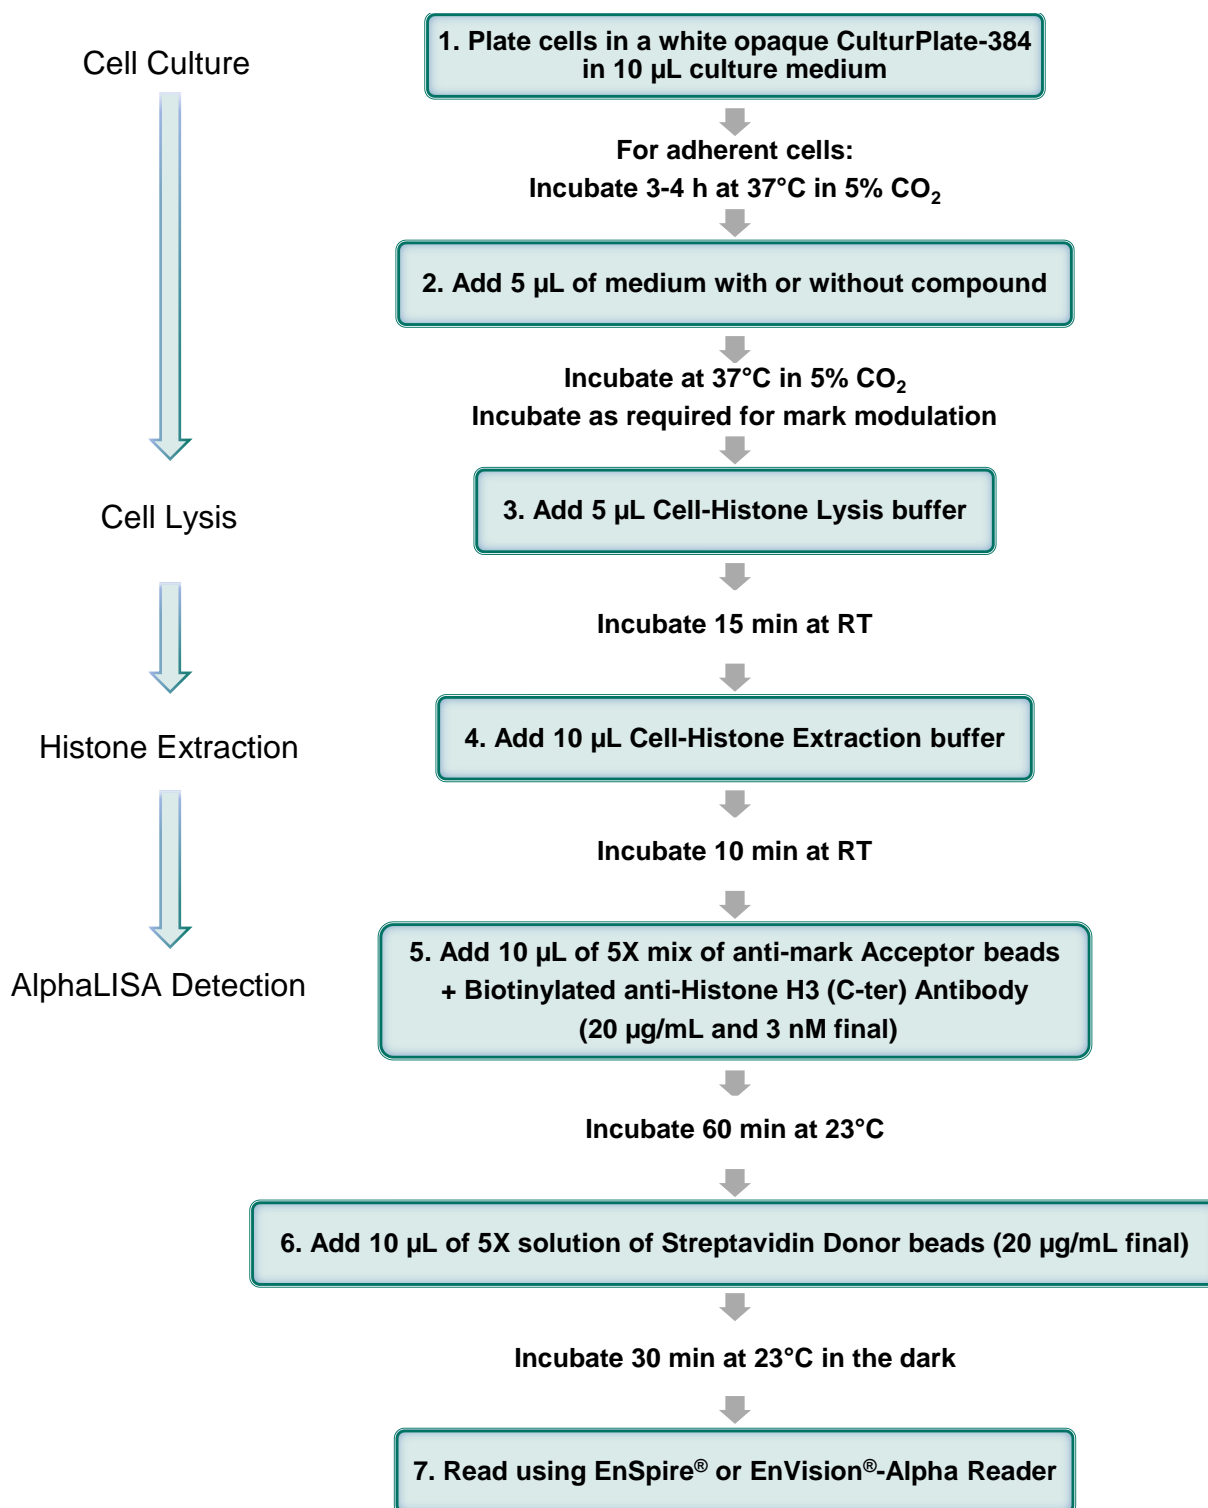 Cell Culture
1. Plate cells in a white opaque CulturPlate-384
in 10 µL culture medium
For adherent cells:
Incubate 3-4 h at 37°C in 5% CO₂
2. Add 5 µL of medium with or without compound
Incubate at 37°C in 5% CO₂
Incubate as required for mark modulation
Cell Lysis
3. Add 5 µL Cell-Histone Lysis buffer
Incubate 15 min at RT
Histone Extraction
4. Add 10 µL Cell-Histone Extraction buffer
Incubate 10 min at RT
AlphaLISA Detection
5. Add 10 µL of 5X mix of anti-mark Acceptor beads
+ Biotinylated anti-Histone H3 (C-ter) Antibody
(20 µg/mL and 3 nM final)
Incubate 60 min at 23°C
6. Add 10 µL of 5X solution of Streptavidin Donor beads (20 µg/mL final)
Incubate 30 min at 23°C in the dark
7. Read using EnSpire® or EnVision®-Alpha Reader